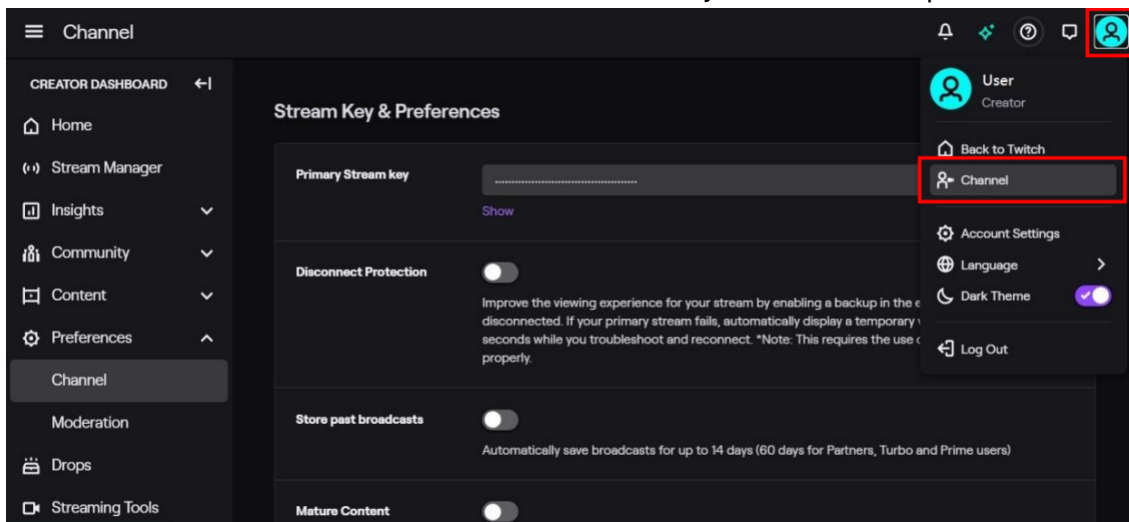 Channel
CREATOR DASHBOARD
Home
Stream Manager
Insights
Community
Content
Preferences
Channel
Moderation
Drops
Streaming Tools
Stream Key & Preferences
Primary Stream key
Show
Disconnect Protection
Improve the viewing experience for your stream by enabling a backup in the
disconnected. If your primary stream fails, automatically display a temporary
seconds while you troubleshoot and reconnect. *Note: This requires the use
properly.
Store past broadcasts
Automatically save broadcasts for up to 14 days (60 days for Partners, Turbo and Prime users)
Mature Content
User
Creator
Back to Twitch
Channel
Account Settings
Language
Dark Theme
Log Out